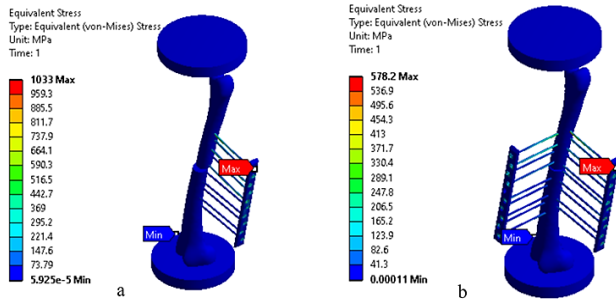 Equivalent Stress
Type: Equivalent (von-Mises) Stress
Unit: MPa
Time: 1
1033 Max
959.3
885.5
811.7
737.9
664.1
590.3
516.5
442.7
369
295.2
221.4
147.6
73.79
5.925e-5 Min
Max
Min
a
Equivalent Stress
Type: Equivalent (von-Mises) Stress
Unit: MPa
Time: 1
578.2 Max
536.9
495.6
454.3
413
371.7
330.4
289.1
247.8
206.5
165.2
123.9
82.6
41.3
0.00011 Min
Max
Min
b